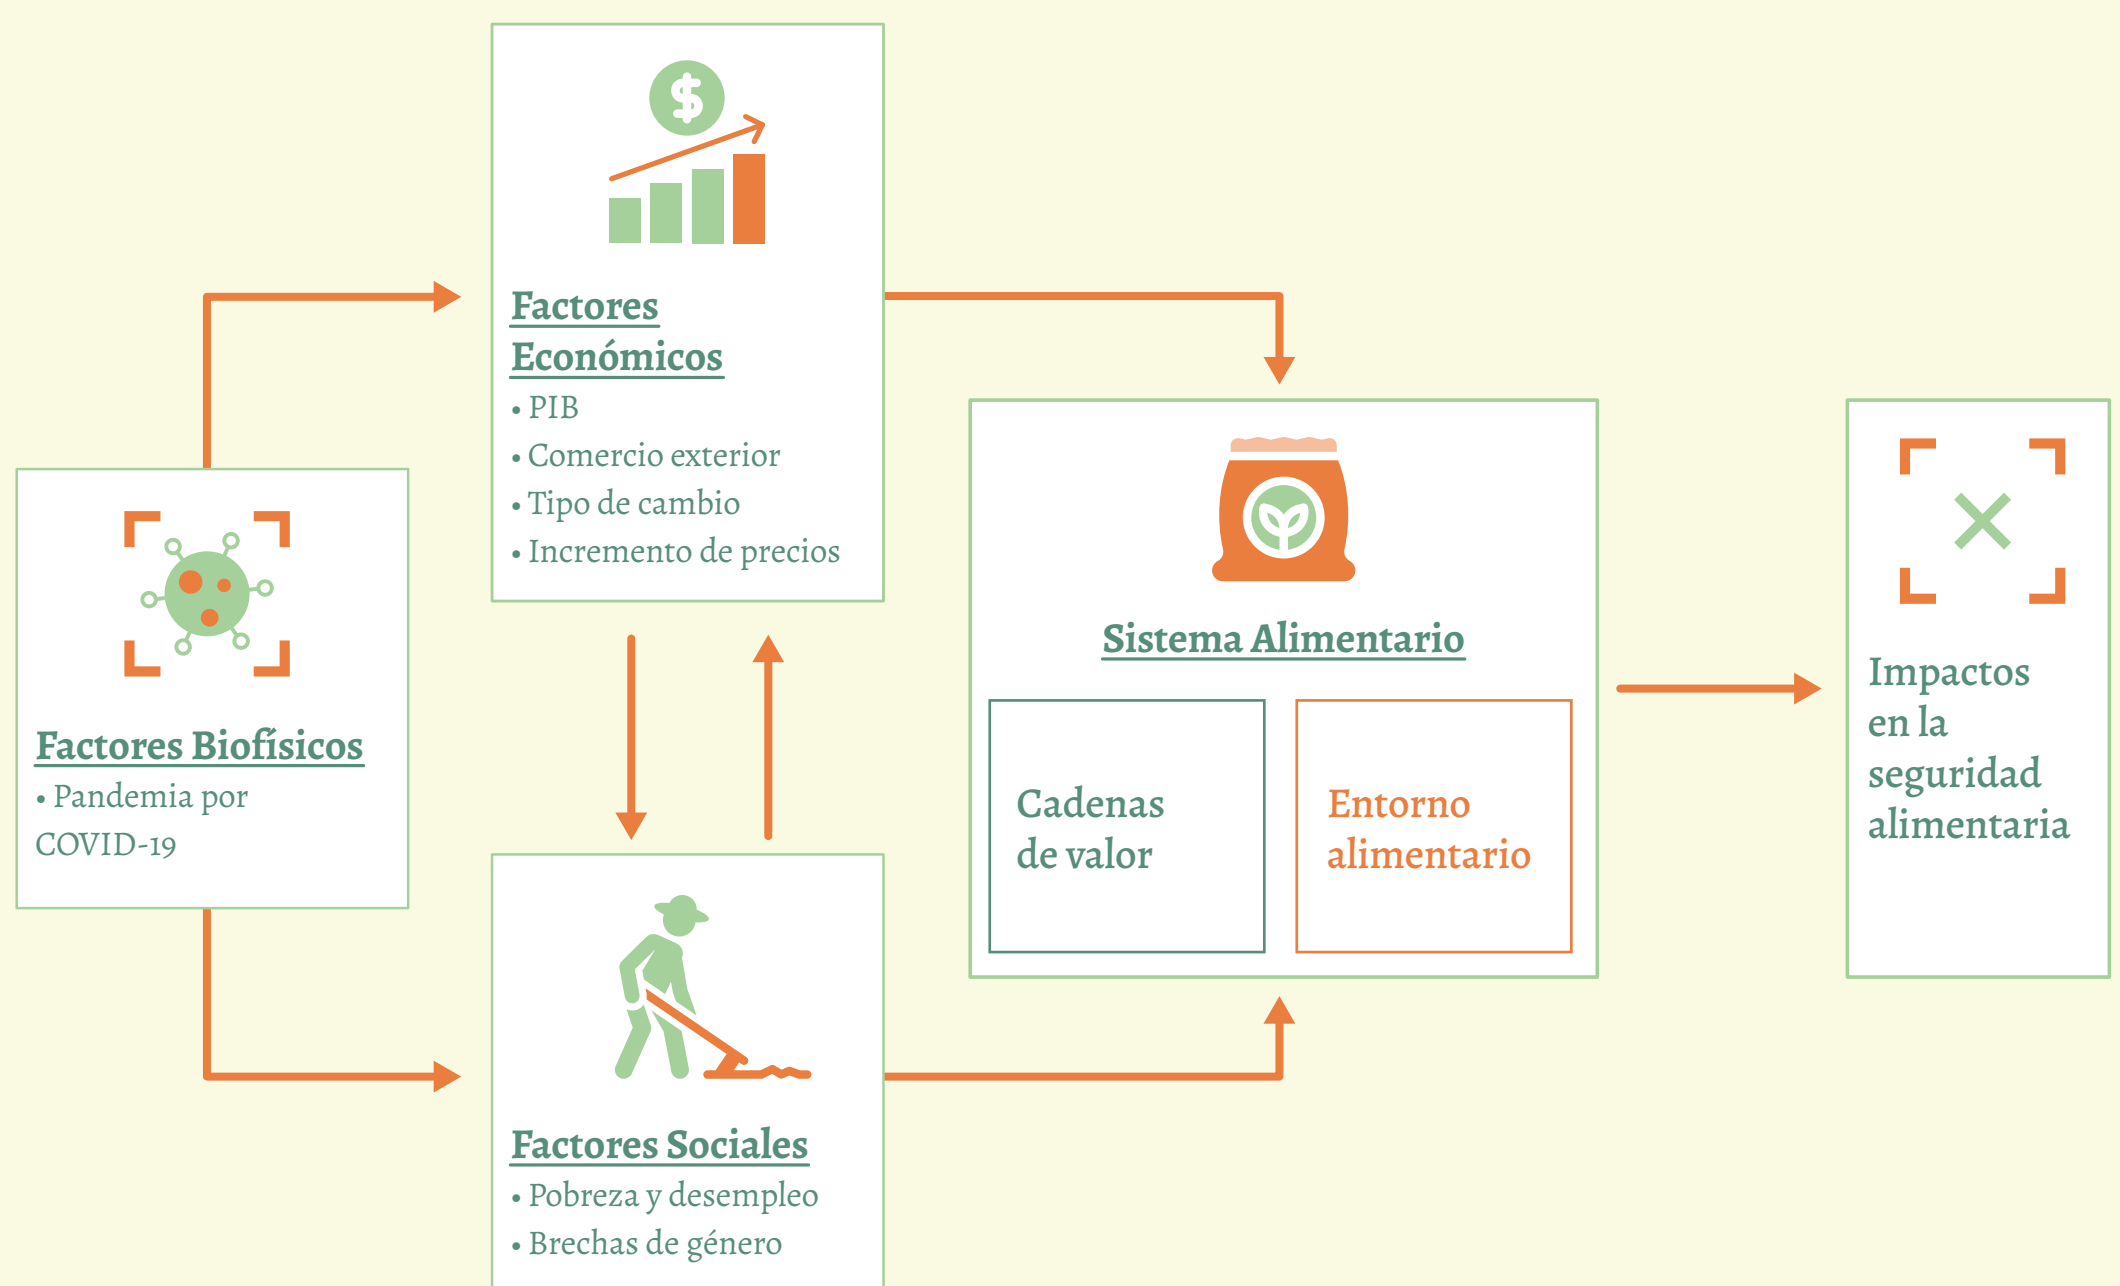 Factores Biofísicos
• Pandemia por
COVID-19
Factores
Económicos
• PIB
• Comercio exterior
• Tipo de cambio
• Incremento de precios
Factores Sociales
• Pobreza y desempleo
• Brechas de género
Sistema Alimentario
Cadenas
de valor
Entorno
alimentario
Impactos
en la
seguridad
alimentaria
$